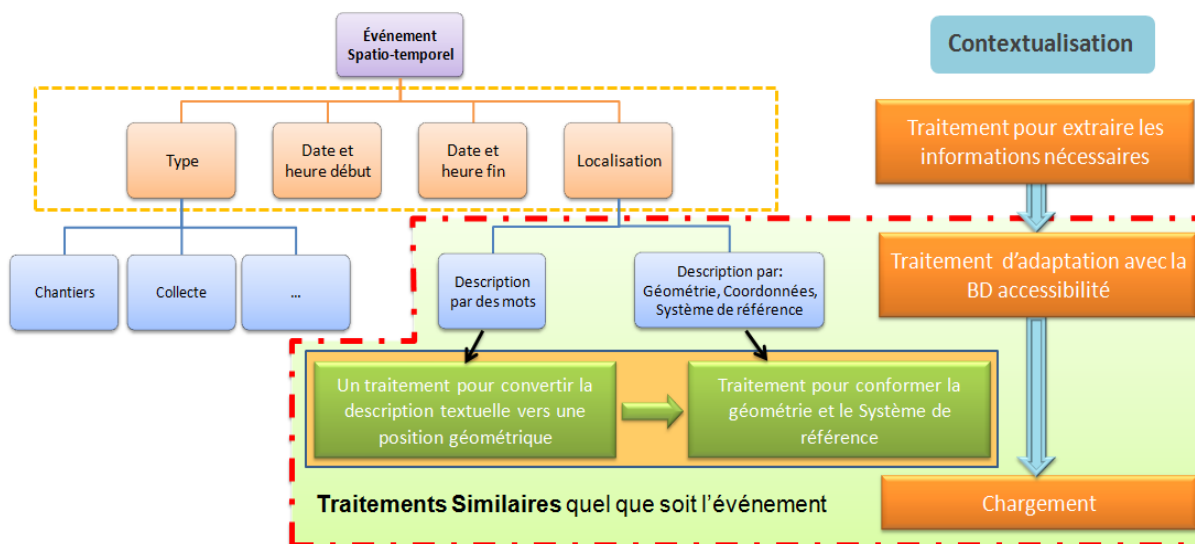 Événement
Spatio-temporel
Contextualisation
Type
Date et
heure début
Date et
heure fin
Localisation
Traitement pour extraire les
informations nécessaires
Chantiers
Collecte
...
Description
par des mots
Description par:
Géométrie, Coordonnées,
Système de référence
Traitement d'adaptation avec la
BD accessibilité
Un traitement pour convertir la
description textuelle vers une
position géométrique
Traitement pour conformer la
géométrie et le Système de
référence
Traitements Similaires quel que soit l'événement
Chargement